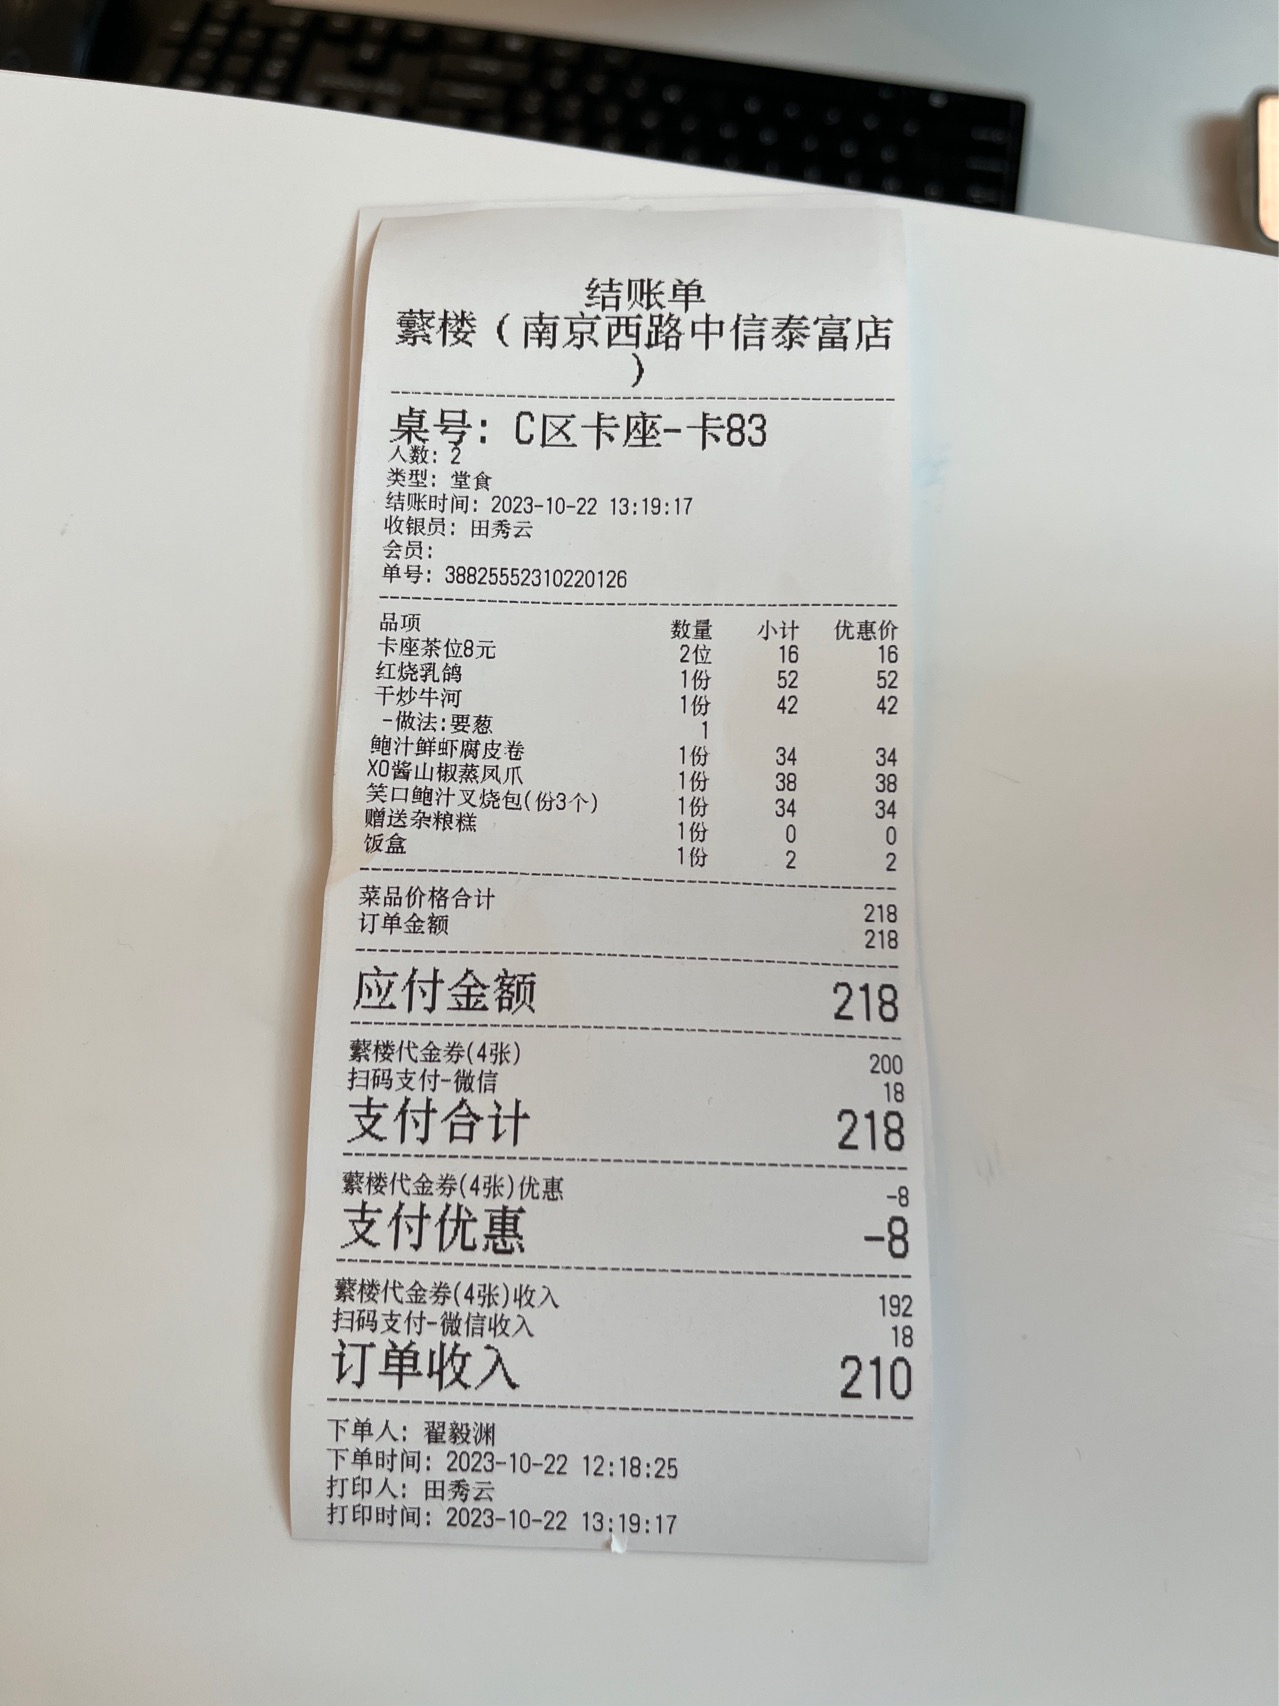 结账单
蘩楼（南京西路中信泰富店
）
桌号: C区卡座-卡83
人数: 2
类型: 堂食
结账时间: 2023-10-22 13:19:17
收银员: 田秀云
会员:
单号: 38825552310220126
品项 数量 小计 优惠价
卡座茶位8元 2位 16 16
红烧乳鸽 1份 52 52
干炒牛河 1份 42 42
-做法:要葱 1
鲍汁鲜虾腐皮卷 1份 34 34
XO酱山椒蒸凤爪 1份 38 38
笑口鲍汁叉烧包(份3个) 1份 34 34
赠送杂粮糕 1份 0 0
饭盒 1份 2 2
菜品价格合计 218
订单金额 218
应付金额 218
蘩楼代金券(4张) 200
扫码支付-微信 18
支付合计 218
蘩楼代金券(4张)优惠 -8
支付优惠 -8
蘩楼代金券(4张)收入 192
扫码支付-微信收入 18
订单收入 210
下单人: 翟毅渊
下单时间: 2023-10-22 12:18:25
打印人: 田秀云
打印时间: 2023-10-22 13:19:17